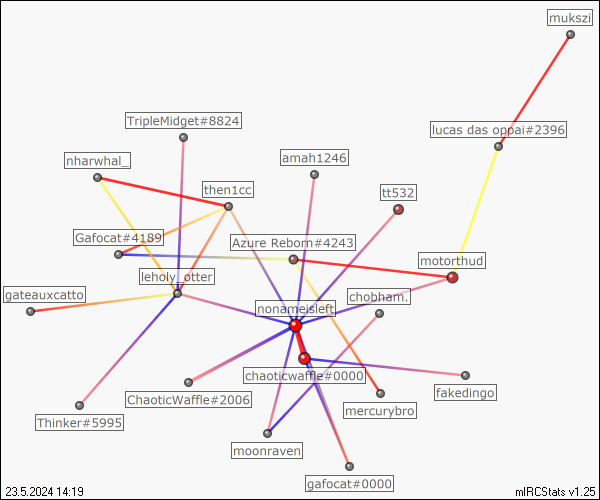 mukszi
TripleMidget#8824
lucas das oppai#2396
nharwhal_
amah1246
then1cc
tt532
Gafocat#4189
Azure Reborn#4243
motorthud
leholy_otter
gateauxcatto
nonameisleft
chobham.
chaoticwaffle#0000
fakedingo
ChaoticWaffle#2006
mercurybro
Thinker#5995
moonraven
gafocat#0000
23.5.2024 14:19
mIRCStats v1.25